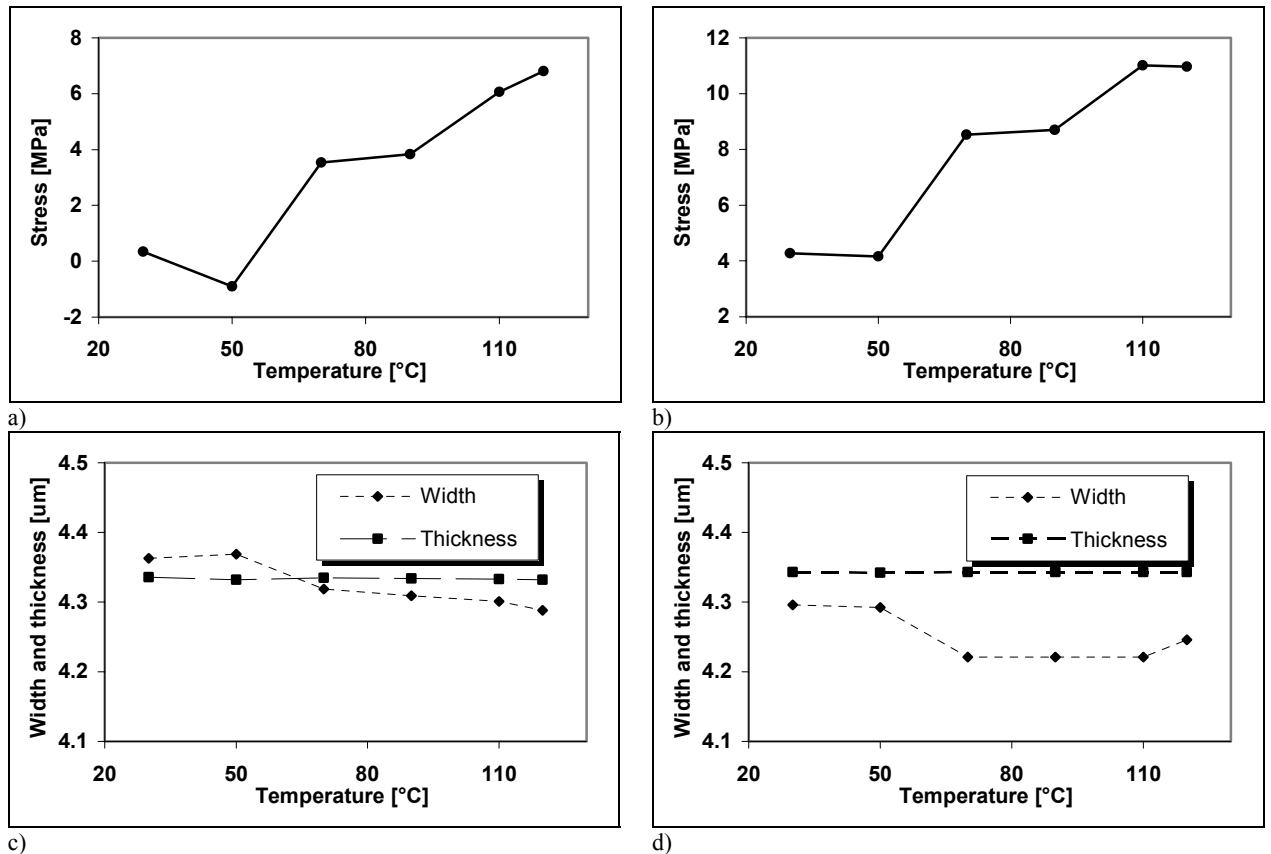 8
6
4
2
0
-2
20 50 80 110
Stress [MPa]
Temperature [°C]
a)
12
10
8
6
4
2
20 50 80 110
Stress [MPa]
Temperature [°C]
b)
4.5
4.4
4.3
4.2
4.1
20 50 80 110
Width and thickness [um]
Temperature [°C]
Width
Thickness
c)
4.5
4.4
4.3
4.2
4.1
20 50 80 110
Width and thickness [um]
Temperature [°C]
Width
Thickness
d)